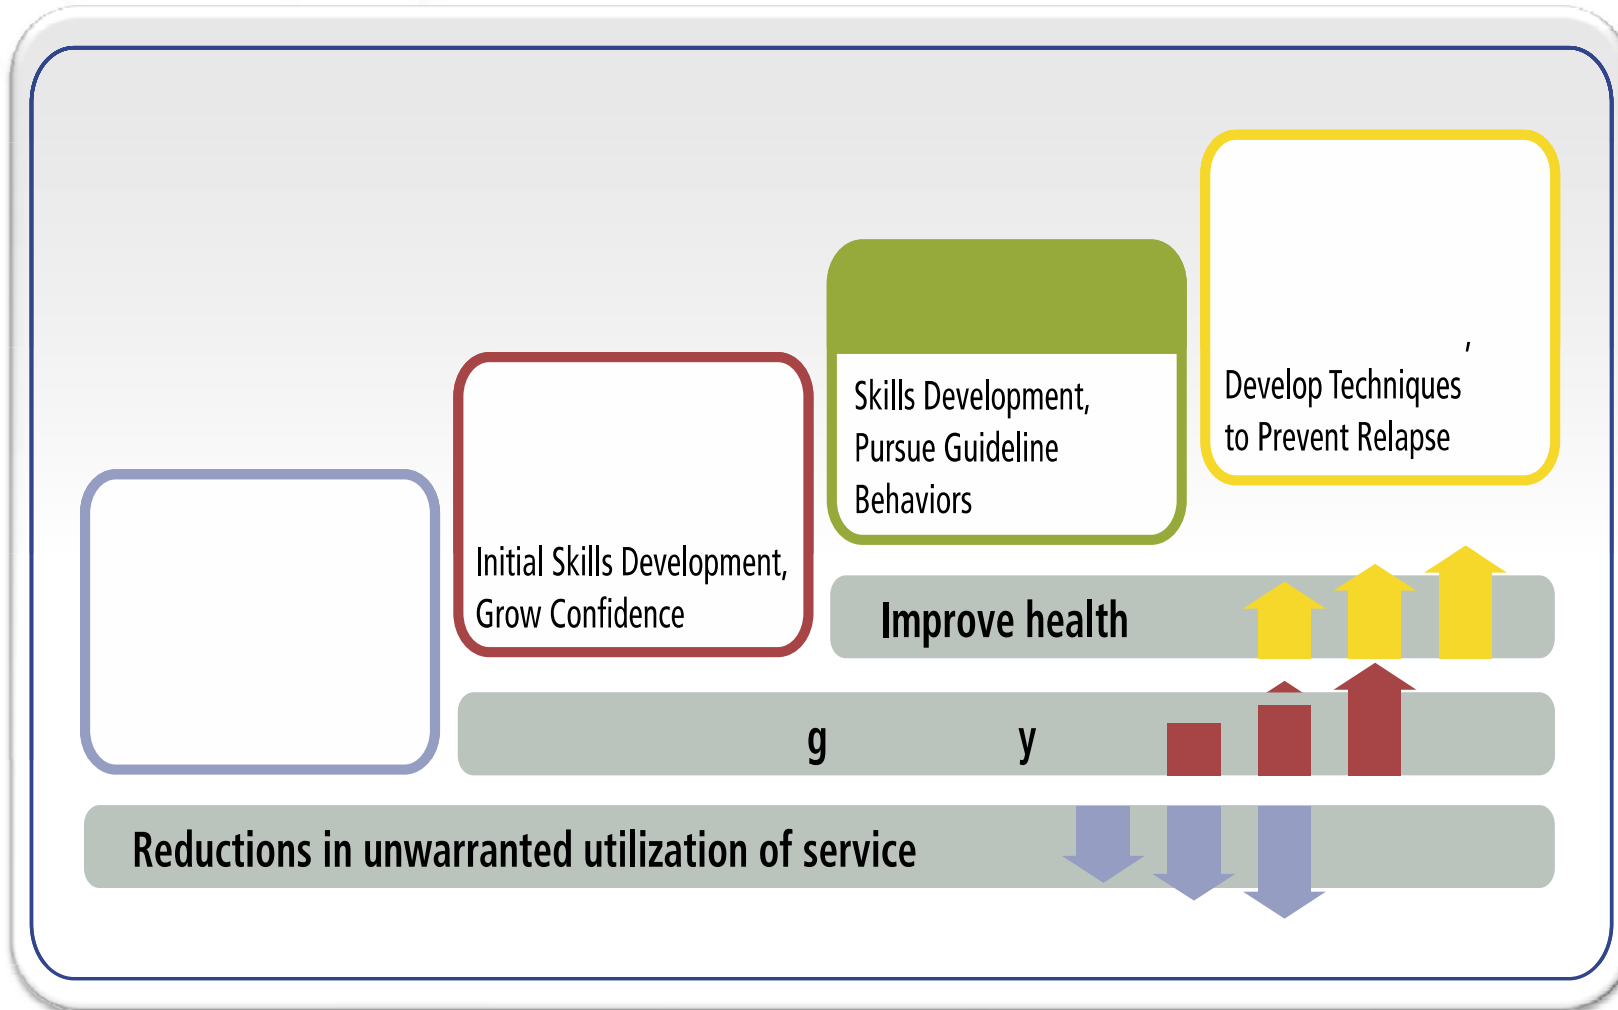 Initial Skills Development,
Grow Confidence
Skills Development,
Pursue Guideline
Behaviors
,
Develop Techniques
to Prevent Relapse
Improve health
g y
Reductions in unwarranted utilization of service